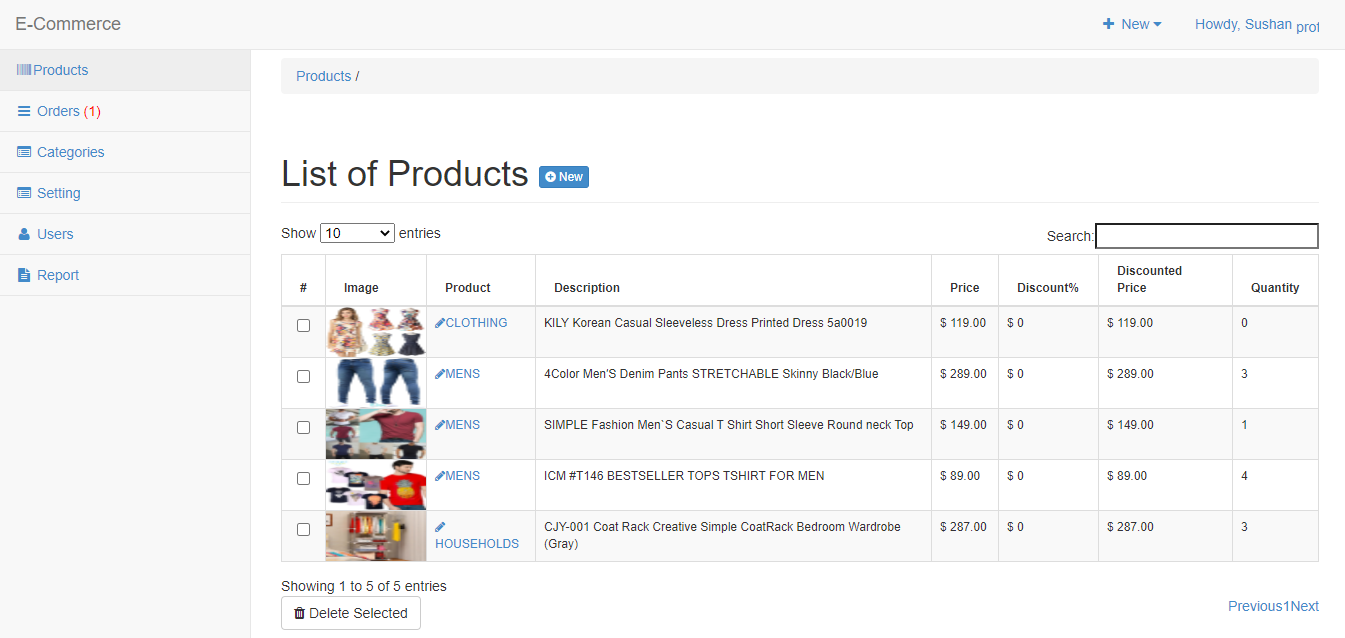 E-Commerce
New
Howdy, Sushan
prof
Products
Orders (1)
Categories
Setting
Users
Report
Products /
List of Products New
Show 10 entries
Search:
# Image Product Description Price Discount% Discounted Price Quantity
CLOTHING KILY Korean Casual Sleeveless Dress Printed Dress 5a0019 $ 119.00 $ 0 $ 119.00 0
MENS 4Color Men'S Denim Pants STRETCHABLE Skinny Black/Blue $ 289.00 $ 0 $ 289.00 3
MENS SIMPLE Fashion Men`S Casual T Shirt Short Sleeve Round neck Top $ 149.00 $ 0 $ 149.00 1
MENS ICM #T146 BESTSELLER TOPS TSHIRT FOR MEN $ 89.00 $ 0 $ 89.00 4
HOUSEHOLDS CJY-001 Coat Rack Creative Simple CoatRack Bedroom Wardrobe (Gray) $ 287.00 $ 0 $ 287.00 3
Showing 1 to 5 of 5 entries
Delete Selected
Previous1Next